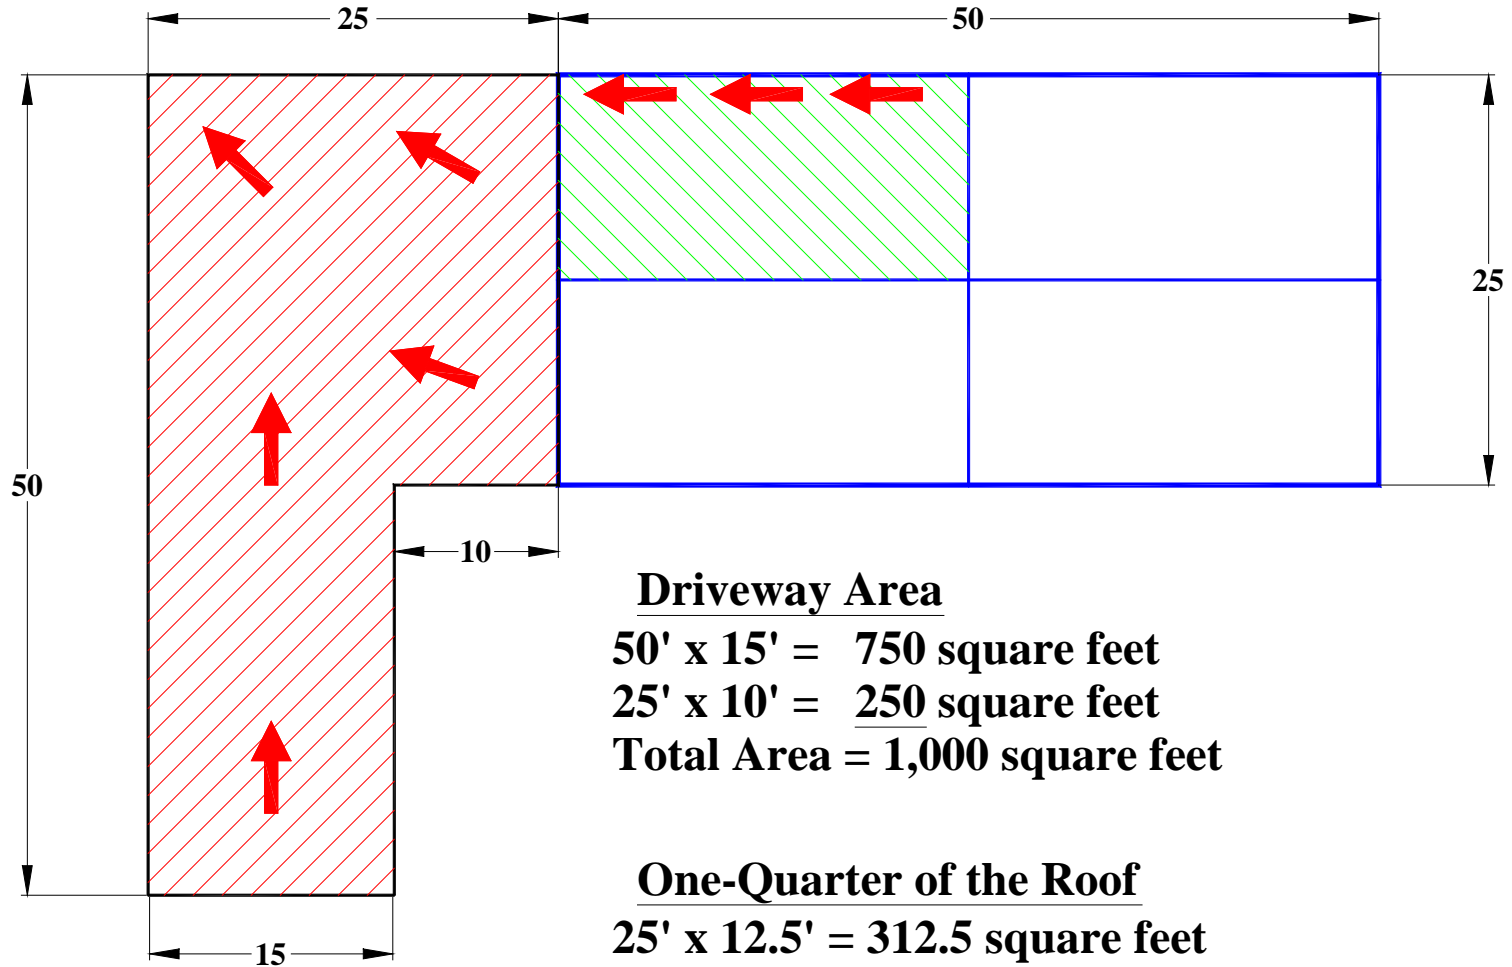 25
50
25
50
10
Driveway Area
50' x 15' = 750 square feet
25' x 10' = 250 square feet
Total Area = 1,000 square feet
One-Quarter of the Roof
25' x 12.5' = 312.5 square feet
15